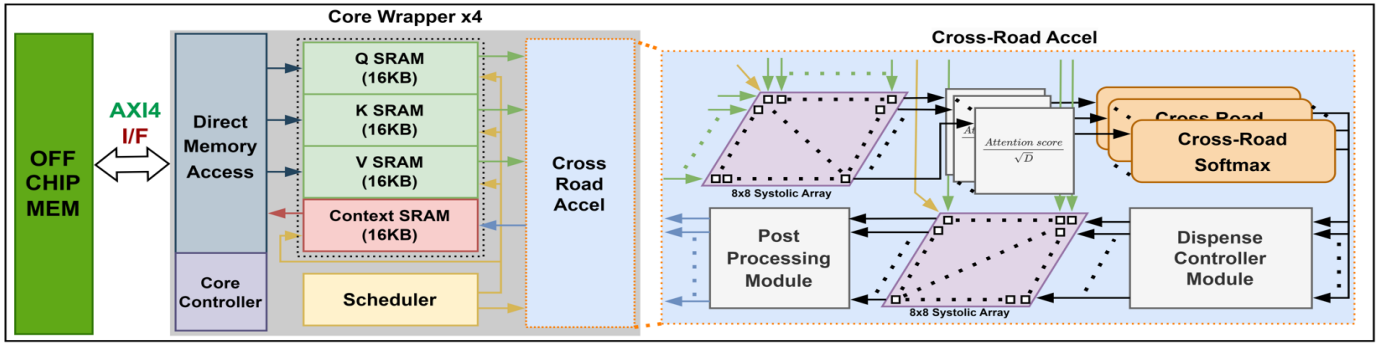 Core Wrapper x4
OFF
CHIP
MEM
AXI4
I/F
Direct
Memory
Access
Core
Controller
Q SRAM
(16KB)
K SRAM
(16KB)
V SRAM
(16KB)
Context SRAM
(16KB)
Scheduler
Cross
Road
Accel
Cross-Road Accel
8x8 Systolic Array
Attention score
√D
Cross-Road
Cross-Road
Softmax
Post
Processing
Module
8x8 Systolic Array
Dispense
Controller
Module